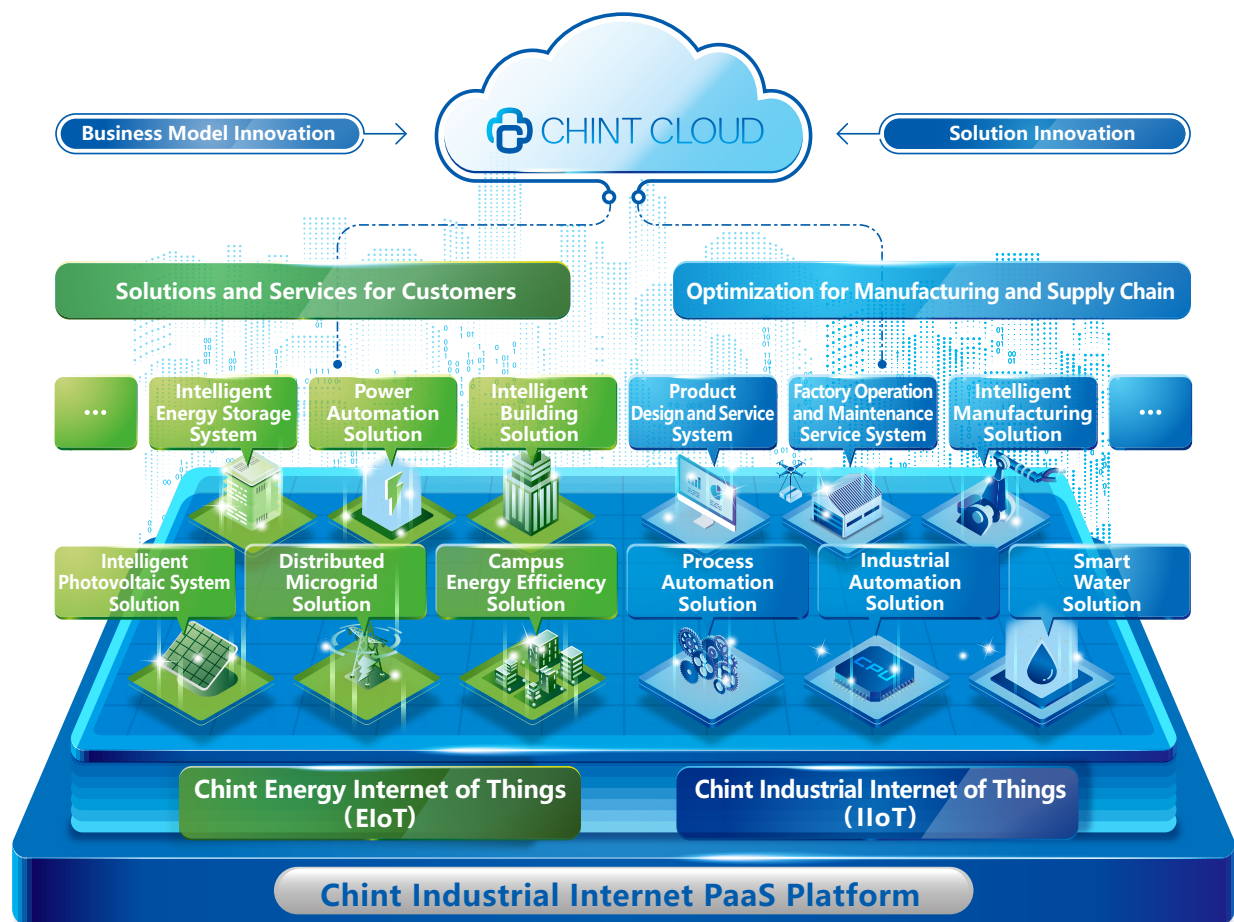 CHINT CLOUD
Business Model Innovation
Solution Innovation
Solutions and Services for Customers
Optimization for Manufacturing and Supply Chain
...
Intelligent
Energy Storage
System
Power
Automation
Solution
Intelligent
Building
Solution
Product
Design and Service
System
Factory Operation
and Maintenance
Service System
Intelligent
Manufacturing
Solution
...
Intelligent
Photovoltaic System
Solution
Distributed
Microgrid
Solution
Campus
Energy Efficiency
Solution
Process
Automation
Solution
Industrial
Automation
Solution
Smart
Water
Solution
CPU
Chint Energy Internet of Things
(EIoT)
Chint Industrial Internet of Things
(IIoT)
Chint Industrial Internet PaaS Platform